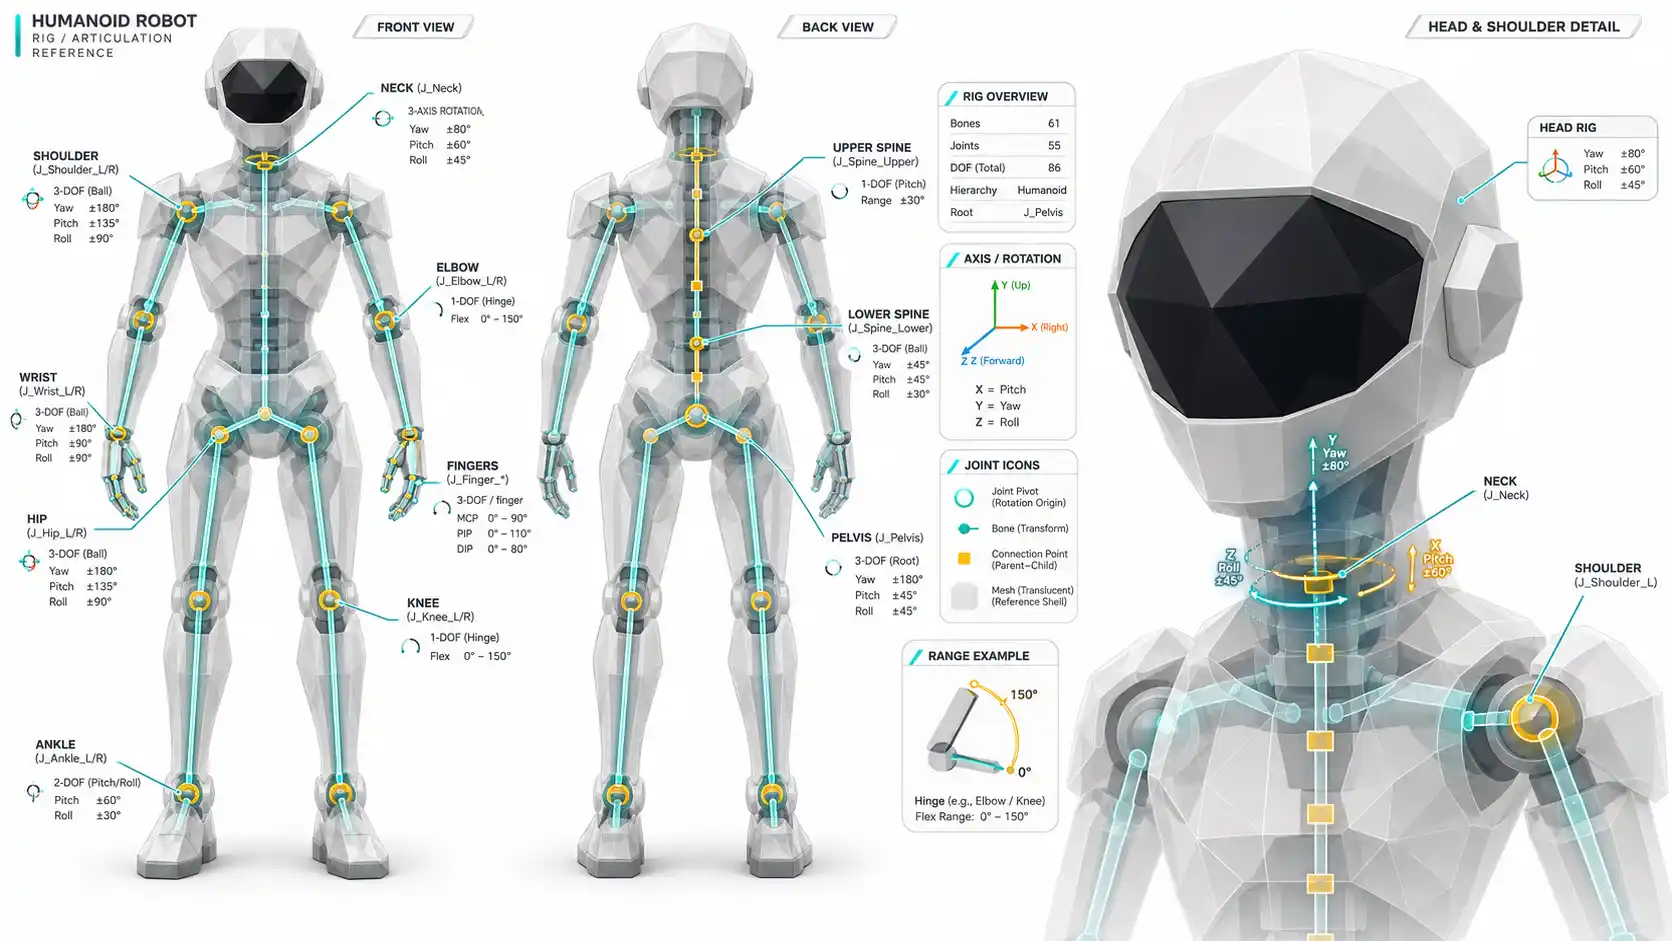 HUMANOID ROBOT
RIG / ARTICULATION
REFERENCE
FRONT VIEW
NECK (J_Neck)
3-AXIS ROTATION
Yaw ±80°
Pitch ±60°
Roll ±45°
SHOULDER
(J_Shoulder_L/R)
3-DOF (Ball)
Yaw ±180°
Pitch ±135°
Roll ±90°
ELBOW
(J_Elbow_L/R)
1-DOF (Hinge)
Flex 0° – 150°
WRIST
(J_Wrist_L/R)
3-DOF (Ball)
Yaw ±180°
Pitch ±90°
Roll ±90°
FINGERS
(J_Finger_*)
3-DOF / finger
MCP 0° – 90°
PIP 0° – 110°
DIP 0° – 80°
HIP
(J_Hip_L/R)
3-DOF (Ball)
Yaw ±180°
Pitch ±135°
Roll ±90°
KNEE
(J_Knee_L/R)
1-DOF (Hinge)
Flex 0° – 150°
ANKLE
(J_Ankle_L/R)
2-DOF (Pitch/Roll)
Pitch ±60°
Roll ±30°
BACK VIEW
UPPER SPINE
(J_Spine_Upper)
1-DOF (Pitch)
Range ±30°
LOWER SPINE
(J_Spine_Lower)
3-DOF (Ball)
Yaw ±45°
Pitch ±45°
Roll ±30°
PELVIS (J_Pelvis)
3-DOF (Root)
Yaw ±180°
Pitch ±45°
Roll ±45°
RIG OVERVIEW
Bones 61
Joints 55
DOF (Total) 86
Hierarchy Humanoid
Root J_Pelvis
AXIS / ROTATION
Y (Up)
X (Right)
Z Z (Forward)
X = Pitch
Y = Yaw
Z = Roll
JOINT ICONS
Joint Pivot
(Rotation Origin)
Bone (Transform)
Connection Point
(Parent–Child)
Mesh (Translucent)
(Reference Shell)
RANGE EXAMPLE
150°
0°
Hinge (e.g., Elbow / Knee)
Flex Range: 0° – 150°
HEAD & SHOULDER DETAIL
HEAD RIG
Yaw ±80°
Pitch ±60°
Roll ±45°
Y
Yaw
±80°
NECK
(J_Neck)
Z
Roll
±45°
X
Pitch
±60°
SHOULDER
(J_Shoulder_L)